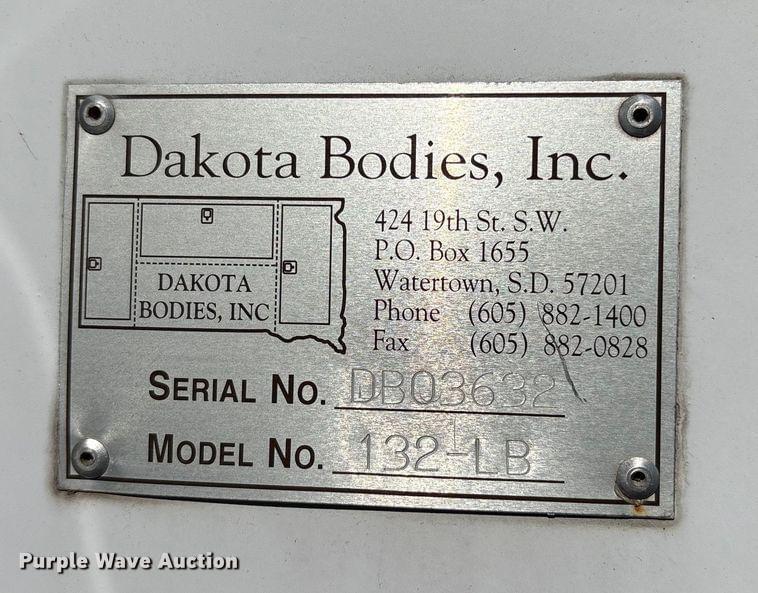 Dakota Bodies, Inc.
DAKOTA
BODIES, INC
424 19th St. S.W.
P.O. Box 1655
Watertown, S.D. 57201
Phone (605) 882-1400
Fax (605) 882-0828
SERIAL NO. DBQ3632
MODEL NO. 132-LB
Purple Wave Auction